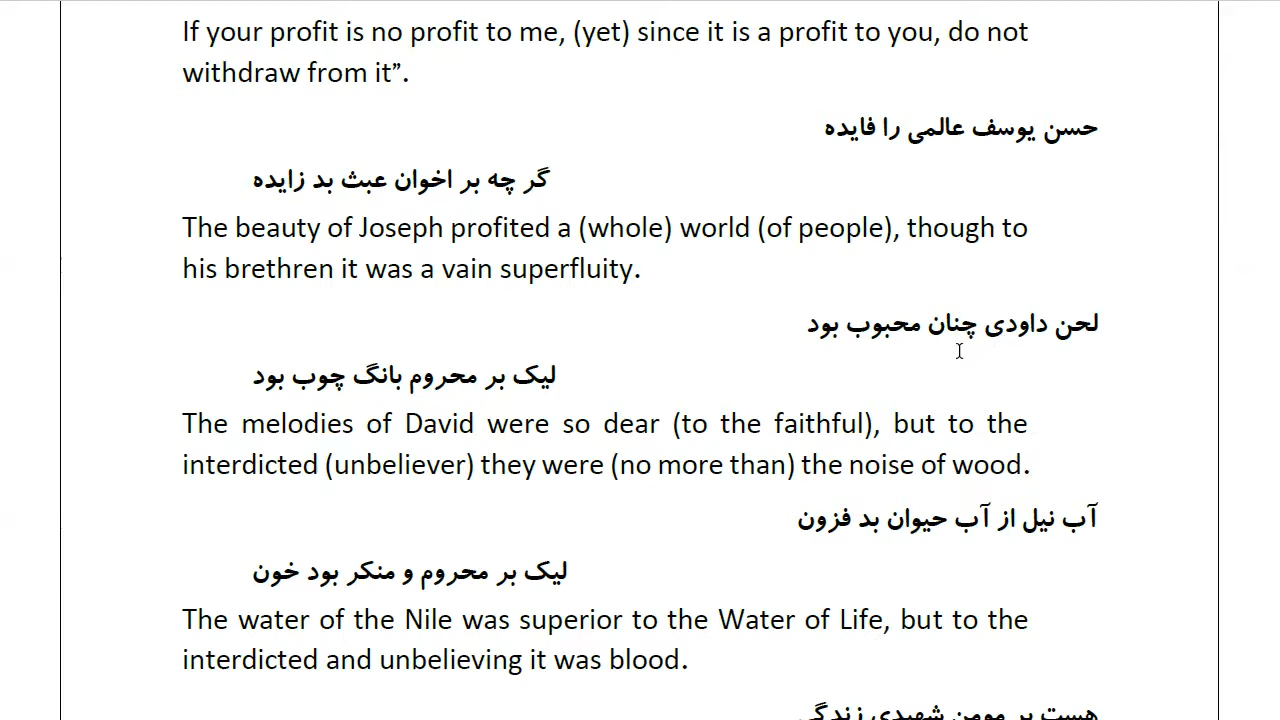 If your profit is no profit to me, (yet) since it is a profit to you, do not
withdraw from it”.
حسن یوسف عالمی را فایده
گر چه بر اخوان عبث بد زایده
The beauty of Joseph profited a (whole) world (of people), though to
his brethren it was a vain superfluity.
لحن داودی چنان محبوب بود
لیک بر محروم بانگ چوب بود
The melodies of David were so dear (to the faithful), but to the
interdicted (unbeliever) they were (no more than) the noise of wood.
آب نیل از آب حیوان بد فزون
لیک بر محروم و منکر بود خون
The water of the Nile was superior to the Water of Life, but to the
interdicted and unbelieving it was blood.
هست بر مومن شهیدی زندگی